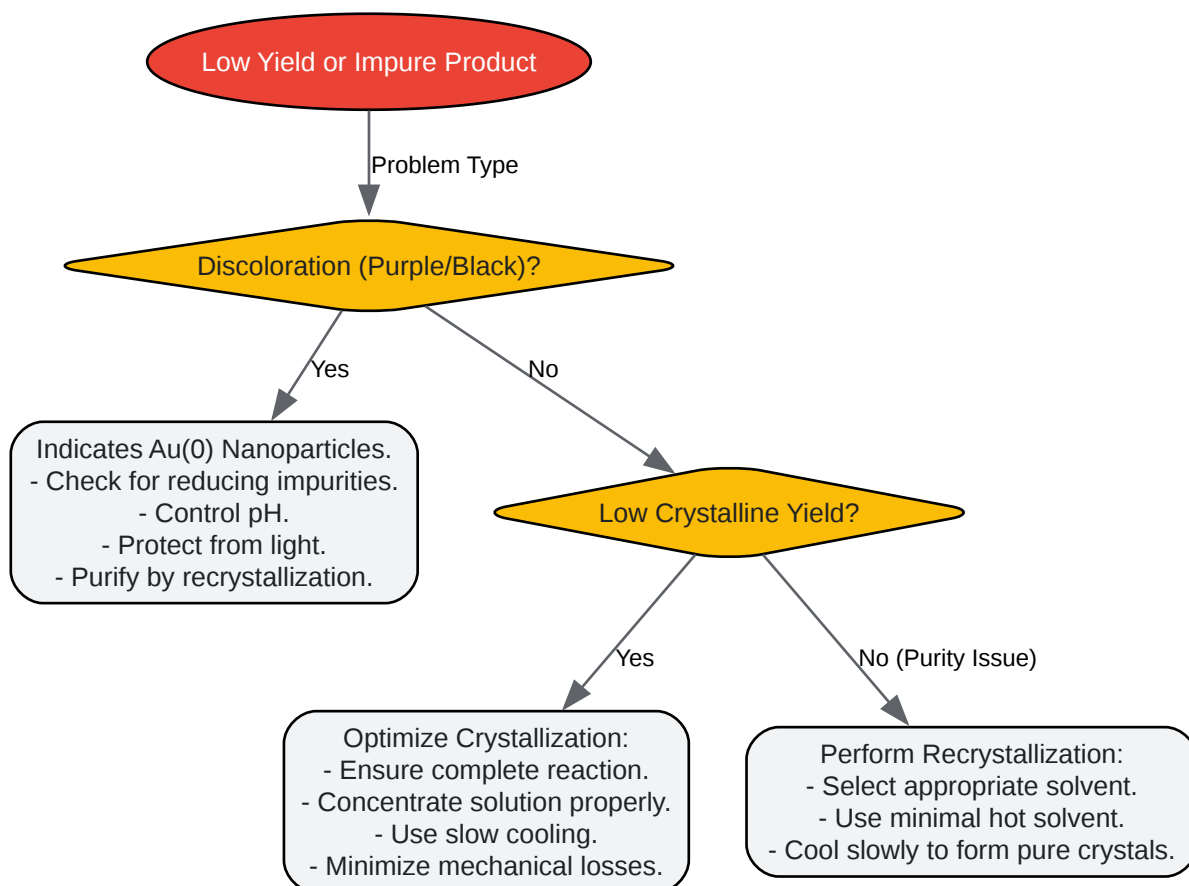 Low Yield or Impure Product
Problem Type
Discoloration (Purple/Black)?
Yes
No
Indicates Au(0) Nanoparticles.
- Check for reducing impurities.
- Control pH.
- Protect from light.
- Purify by recrystallization.
Low Crystalline Yield?
Yes
No (Purity Issue)
Optimize Crystallization:
- Ensure complete reaction.
- Concentrate solution properly.
- Use slow cooling.
- Minimize mechanical losses.
Perform Recrystallization:
- Select appropriate solvent.
- Use minimal hot solvent.
- Cool slowly to form pure crystals.